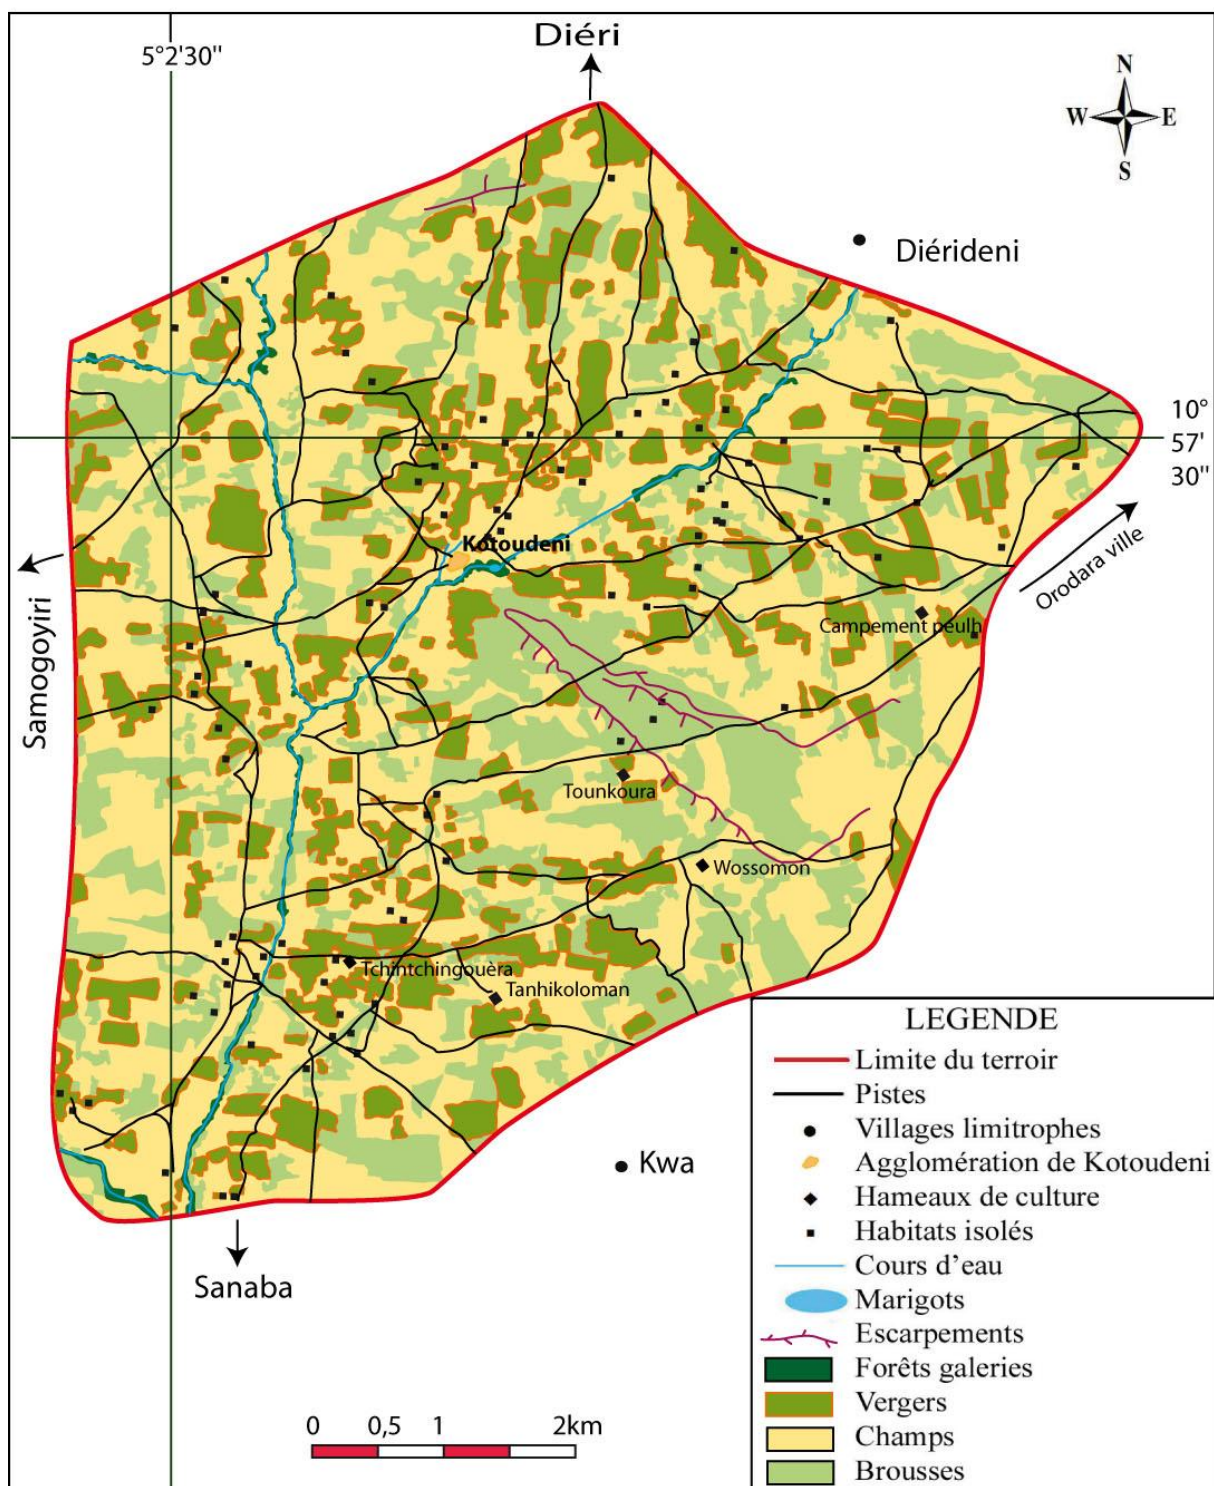 Diéri
5°2'30"
N
W E
S
Diérideni
10°
57'
30"
Kotoudeni
Orodara ville
Campement peulh
Samogoyiri
Tounkoura
Wossomon
Tchintchingouèra
Tanhikoloman
Kwa
Sanaba
0 0,5 1 2km
LEGENDE
Limite du terroir
Pistes
Villages limitrophes
Agglomération de Kotoudeni
Hameaux de culture
Habitats isolés
Cours d'eau
Marigots
Escarpements
Forêts galeries
Vergers
Champs
Brousses